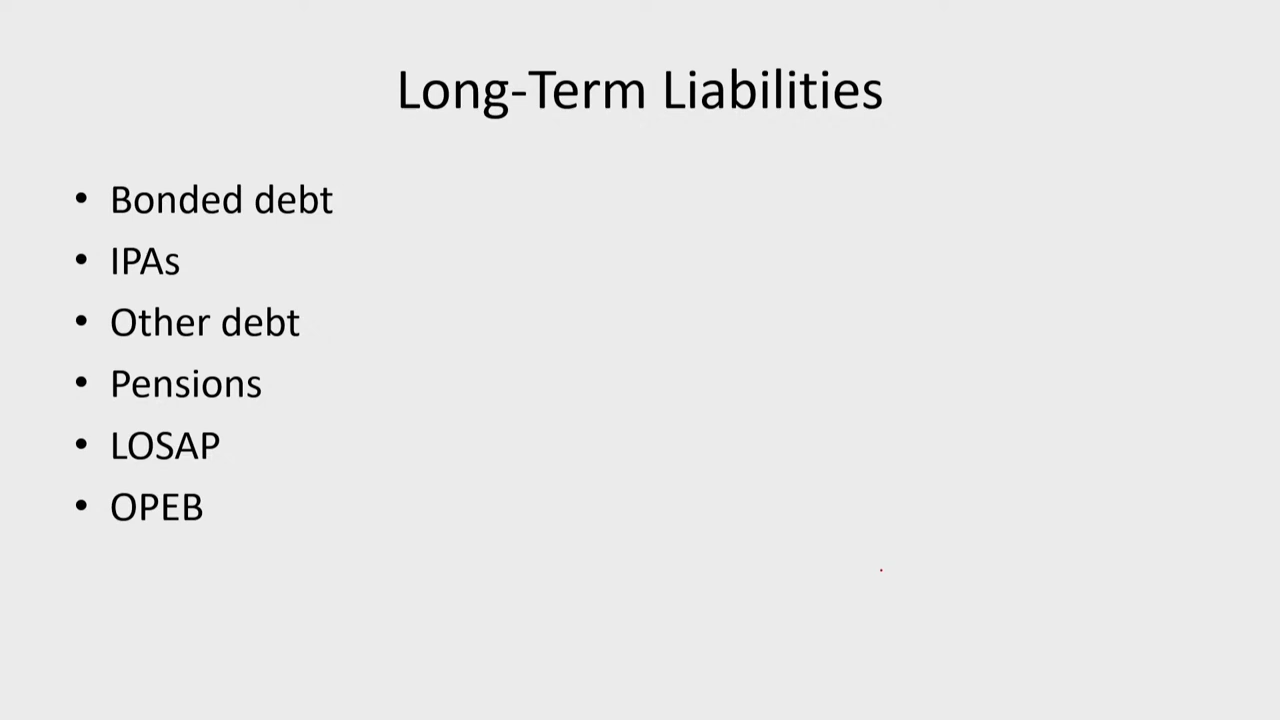 Long-Term Liabilities
• Bonded debt
• IPAs
• Other debt
• Pensions
• LOSAP
• OPEB